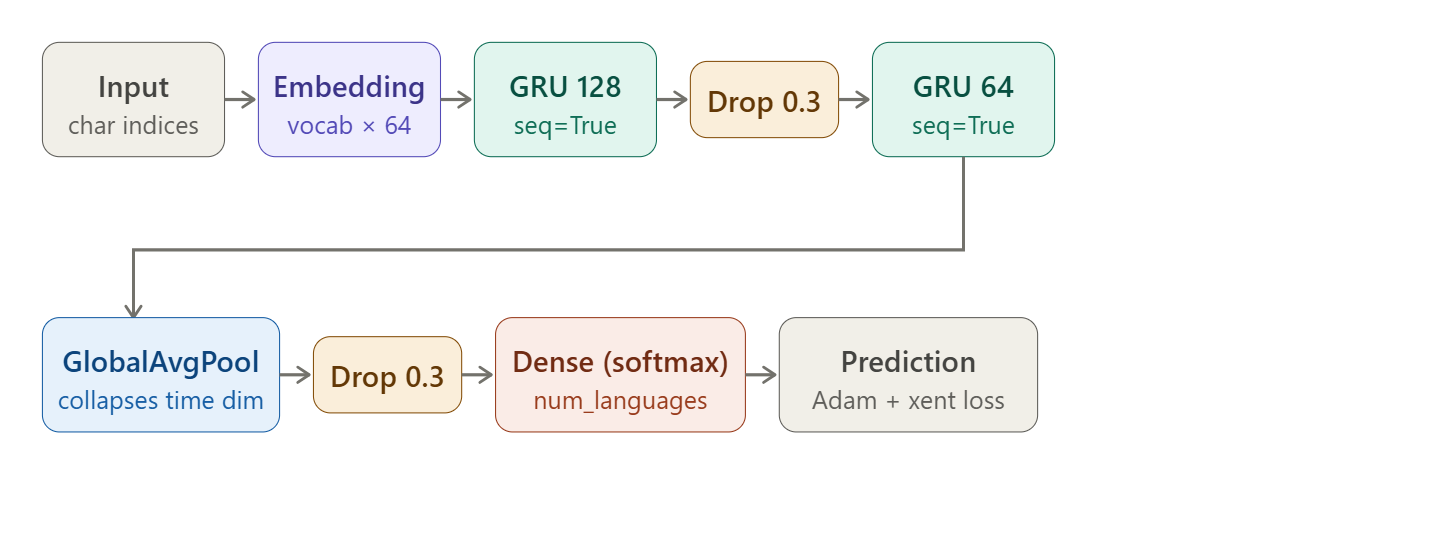 Input
char indices
Embedding
vocab × 64
GRU 128
seq=True
Drop 0.3
GRU 64
seq=True
GlobalAvgPool
collapses time dim
Drop 0.3
Dense (softmax)
num_languages
Prediction
Adam + xent loss